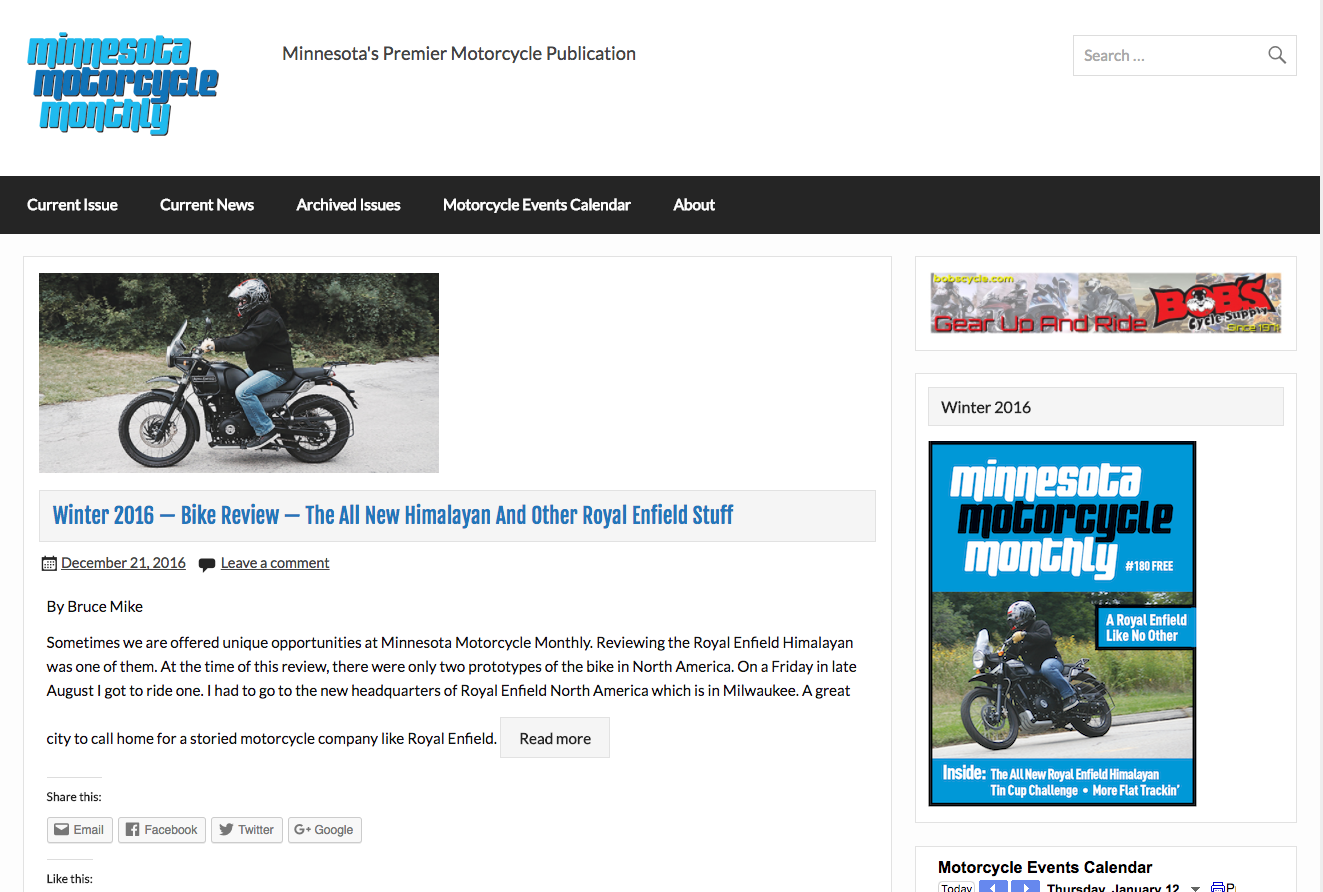 minnesota
motorcycle
monthly
Minnesota's Premier Motorcycle Publication
Search ...
Current Issue
Current News
Archived Issues
Motorcycle Events Calendar
About
Winter 2016 — Bike Review — The All New Himalayan And Other Royal Enfield Stuff
December 21, 2016
Leave a comment
By Bruce Mike
Sometimes we are offered unique opportunities at Minnesota Motorcycle Monthly. Reviewing the Royal Enfield Himalayan
was one of them. At the time of this review, there were only two prototypes of the bike in North America. On a Friday in late
August I got to ride one. I had to go to the new headquarters of Royal Enfield North America which is in Milwaukee. A great
city to call home for a storied motorcycle company like Royal Enfield. Read more
Share this:
Email
Facebook
Twitter
G+ Google
Like this:
bobscycle.com
Gear Up And Ride
BOB'S
Cycle Supply
Winter 2016
minnesota
motorcycle
monthly
#180 FREE
A Royal Enfield
Like No Other
Inside: The All New Royal Enfield Himalayan
Tin Cup Challenge • More Flat Trackin'
Motorcycle Events Calendar
Today
Thursday, January 12